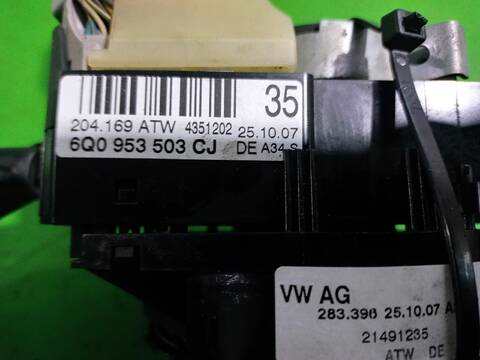 35
204.169 ATW 4351202 25.10.07
6Q0 953 503 CJ DE A34
VW AG
283.396 25.10.07
21491235
ATW DE